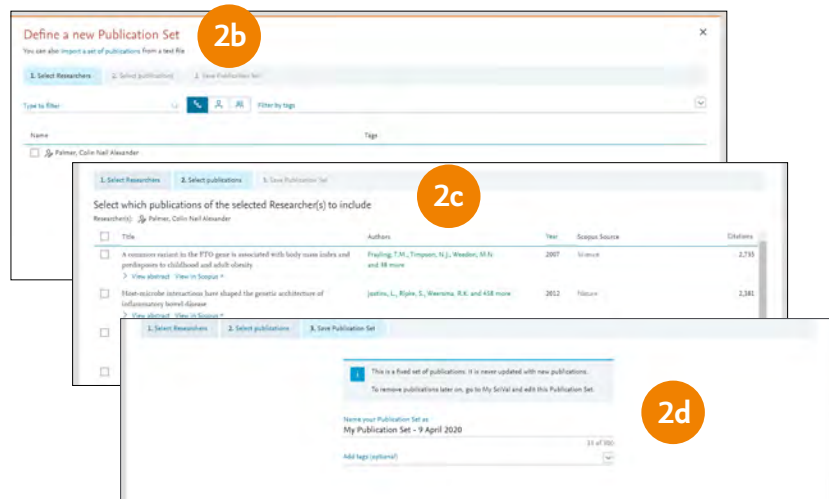 Define a new Publication Set
You can also import a set of publications from a text file
2b
1. Select Researchers 2. Select publications 3. Save Publication Set
Type to filter
Filter by tags
Name Tags
Palmer, Colin Neil Alexander
1. Select Researchers 2. Select publications 3. Save Publication Set
2c
Select which publications of the selected Researcher(s) to include
Researcher(s): Palmer, Colin Neil Alexander
Title Authors Year Scopus Source Citations
A common variant in the FTO gene is associated with body mass index and Frayling, T.M., Timpson, N.J., Weedon, M.N. 2007 Science 2,735
predisposes to childhood and adult obesity and 38 more
> View abstract View in Scopus
Host-microbe interactions have shaped the genetic architecture of Jostins, L., Ripke, S., Weersma, R.K. and 458 more 2012 Nature
inflammatory bowel disease
> View abstract View in Scopus
1. Select Researchers 2. Select publications 3. Save Publication Set
i
This is a fixed set of publications. It is never updated with new publications.
To remove publications later on, go to My SciVal and edit this Publication Set.
2d
Name your Publication Set as
My Publication Set - 9 April 2020
31 of 300
Add tags (optional)